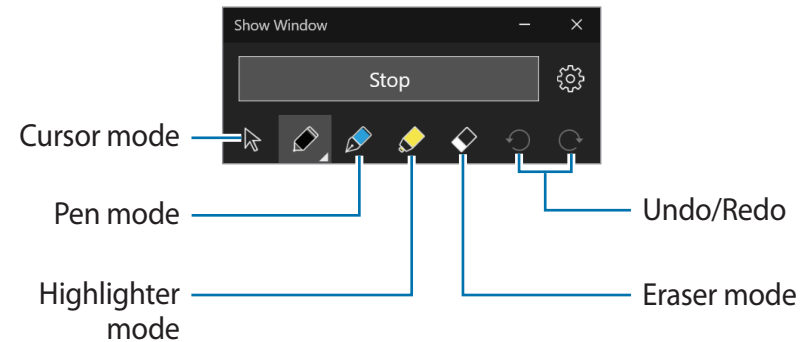 Show Window
Stop
Cursor mode
Pen mode
Undo/Redo
Highlighter
mode
Eraser mode